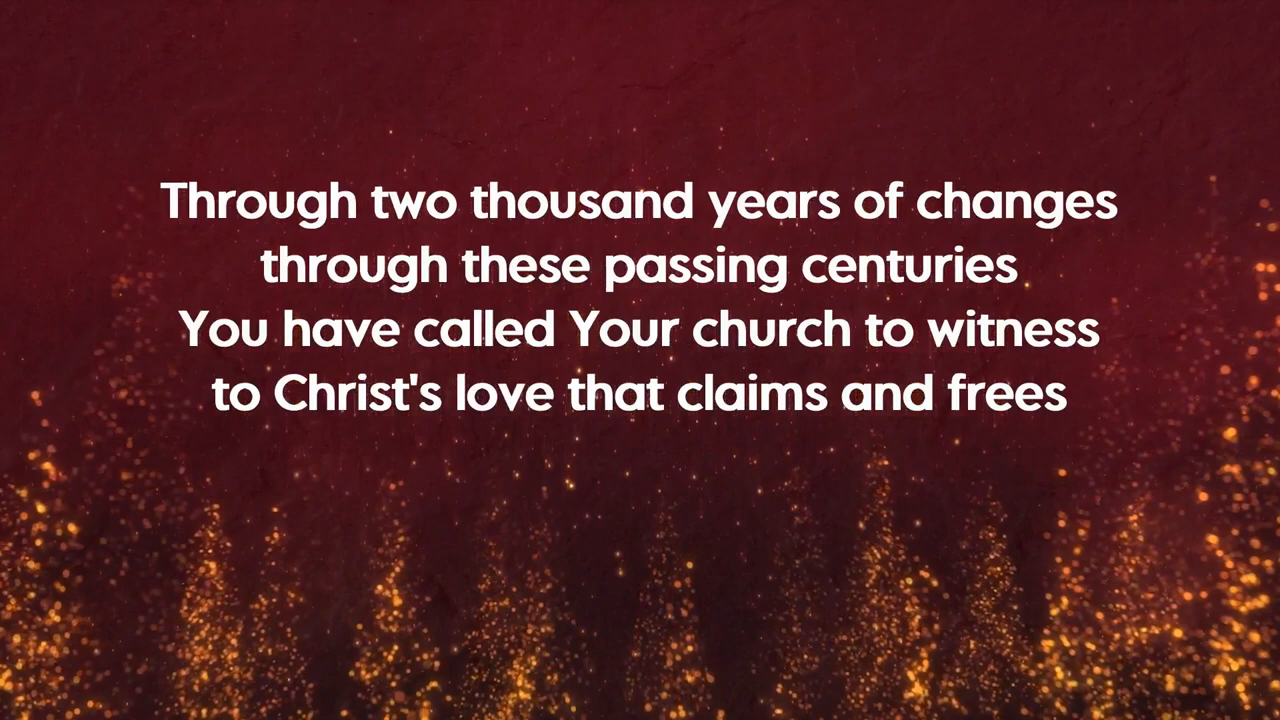 Through two thousand years of changes
through these passing centuries
You have called Your church to witness
to Christ's love that claims and frees